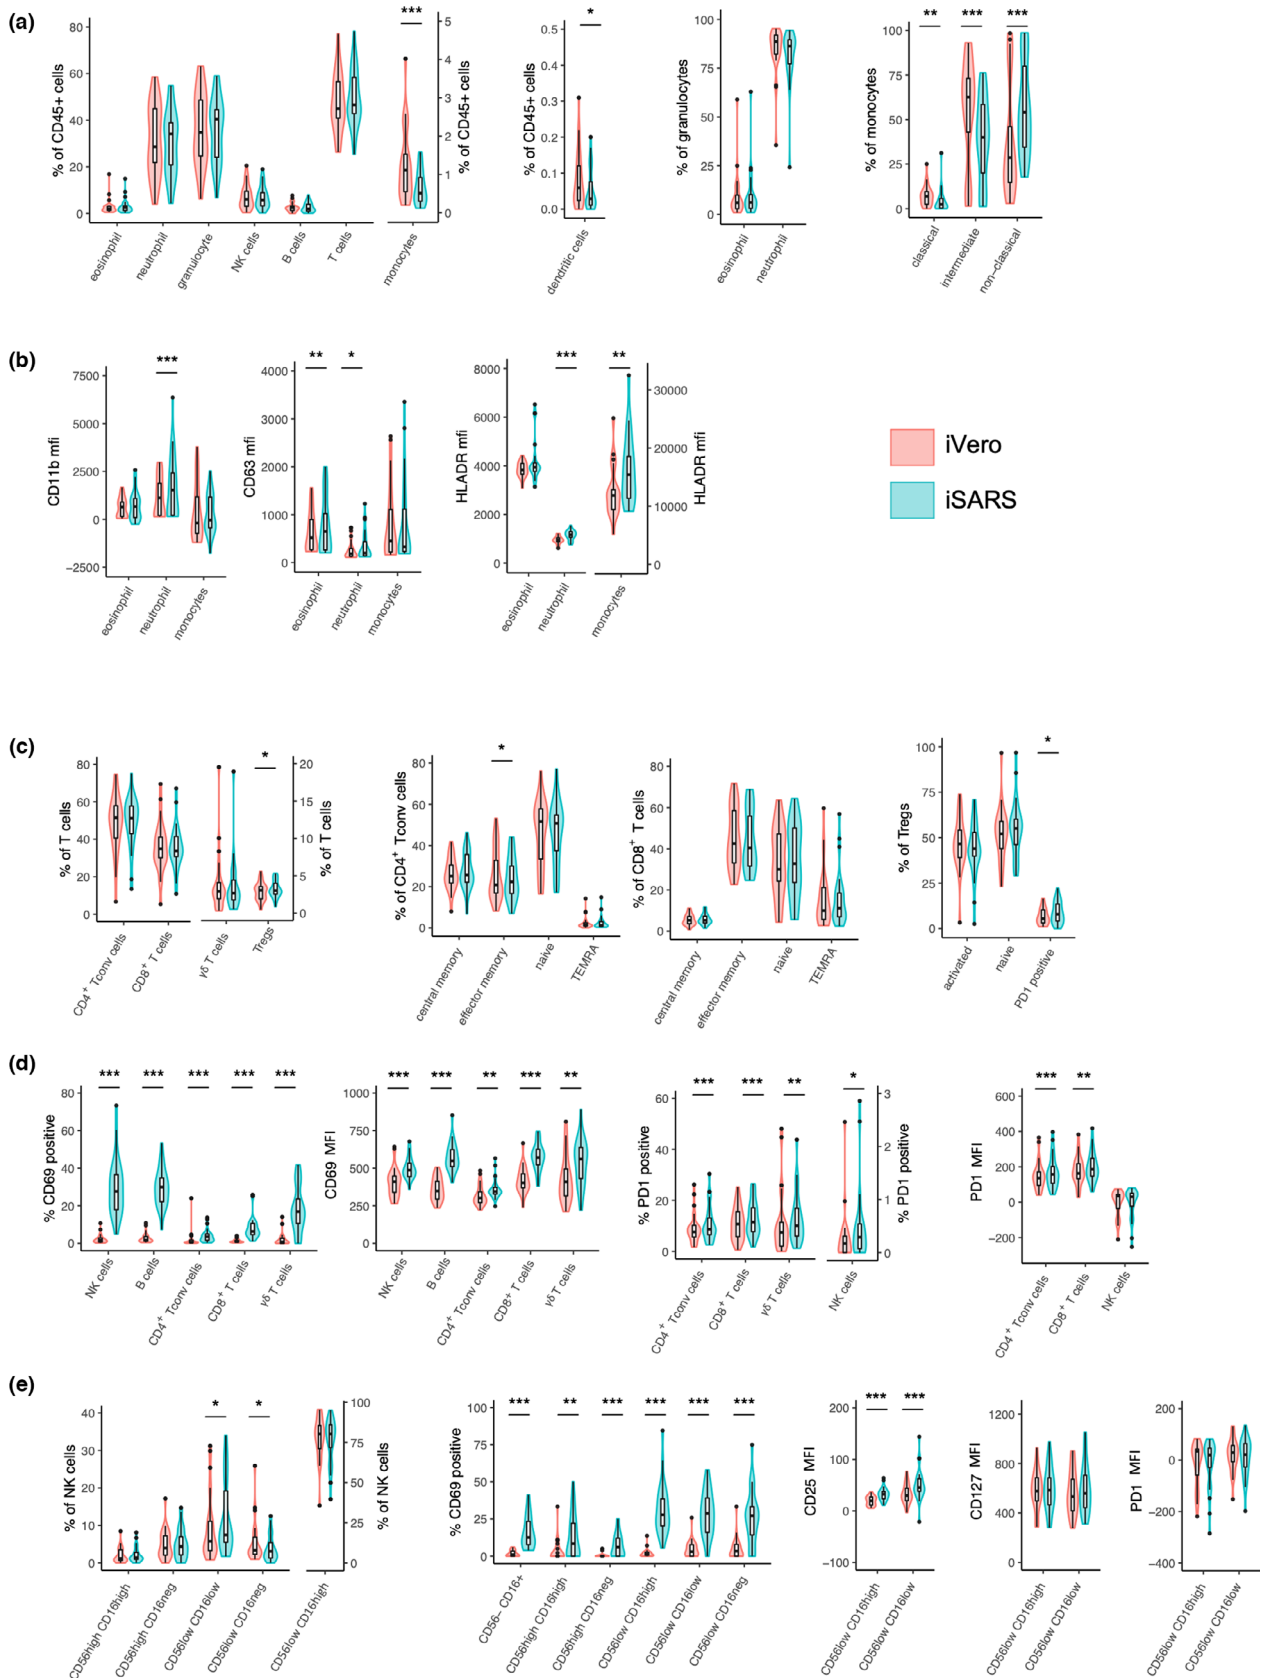 (a)
% of CD45+ cells
80
60
40
20
0
eosinophil
neutrophil
granulocyte
NK cells
B cells
T cells
***
5
4
3
2
1
0
% of CD45+ cells
monocytes
*
% of CD45+ cells
0.5
0.4
0.3
0.2
0.1
0.0
dendritic cells
% of granulocytes
100
75
50
25
0
eosinophil
neutrophil
** *** ***
% of monocytes
100
75
50
25
0
classical
intermediate
non-classical
(b)
***
CD11b mfi
7500
5000
2500
0
−2500
eosinophil
neutrophil
monocytes
** *
CD63 mfi
4000
3000
2000
1000
0
eosinophil
neutrophil
monocytes
*** **
HLADR mfi
8000
6000
4000
2000
0
eosinophil
neutrophil
monocytes
30000
20000
10000
0
HLADR mfi
iVero
iSARS
(c)
*
% of T cells
80
60
40
20
0
CD4+ Tconv cells
CD8+ T cells
γδ T cells
Tregs
20
15
10
5
0
% of T cells
*
% of CD4+ Tconv cells
80
60
40
20
0
central memory
effector memory
naive
TEMRA
% of CD8+ T cells
80
60
40
20
0
central memory
effector memory
naive
TEMRA
*
% of Tregs
100
75
50
25
0
activated
naive
PD1 positive
(d)
*** *** *** *** ***
% CD69 positive
80
60
40
20
0
NK cells
B cells
CD4+ Tconv cells
CD8+ T cells
γδ T cells
*** *** ** *** **
CD69 MFI
1000
750
500
250
0
NK cells
B cells
CD4+ Tconv cells
CD8+ T cells
γδ T cells
*** *** ** *
% PD1 positive
60
40
20
0
CD4+ Tconv cells
CD8+ T cells
γδ T cells
NK cells
3
2
1
0
% PD1 positive
*** **
PD1 MFI
600
400
200
0
−200
CD4+ Tconv cells
CD8+ T cells
NK cells
(e)
* *
% of NK cells
40
30
20
10
0
CD56high CD16high
CD56high CD16neg
CD56low CD16low
CD56low CD16neg
CD56low CD16high
100
75
50
25
0
% of NK cells
*** ** *** *** *** ***
% CD69 positive
100
75
50
25
0
CD56− CD16+
CD56high CD16high
CD56high CD16neg
CD56low CD16high
CD56low CD16low
CD56low CD16neg
*** ***
CD25 MFI
200
100
0
−100
CD56low CD16high
CD56low CD16low
CD127 MFI
1200
800
400
0
CD56low CD16high
CD56low CD16low
PD1 MFI
200
0
−200
−400
CD56low CD16high
CD56low CD16low